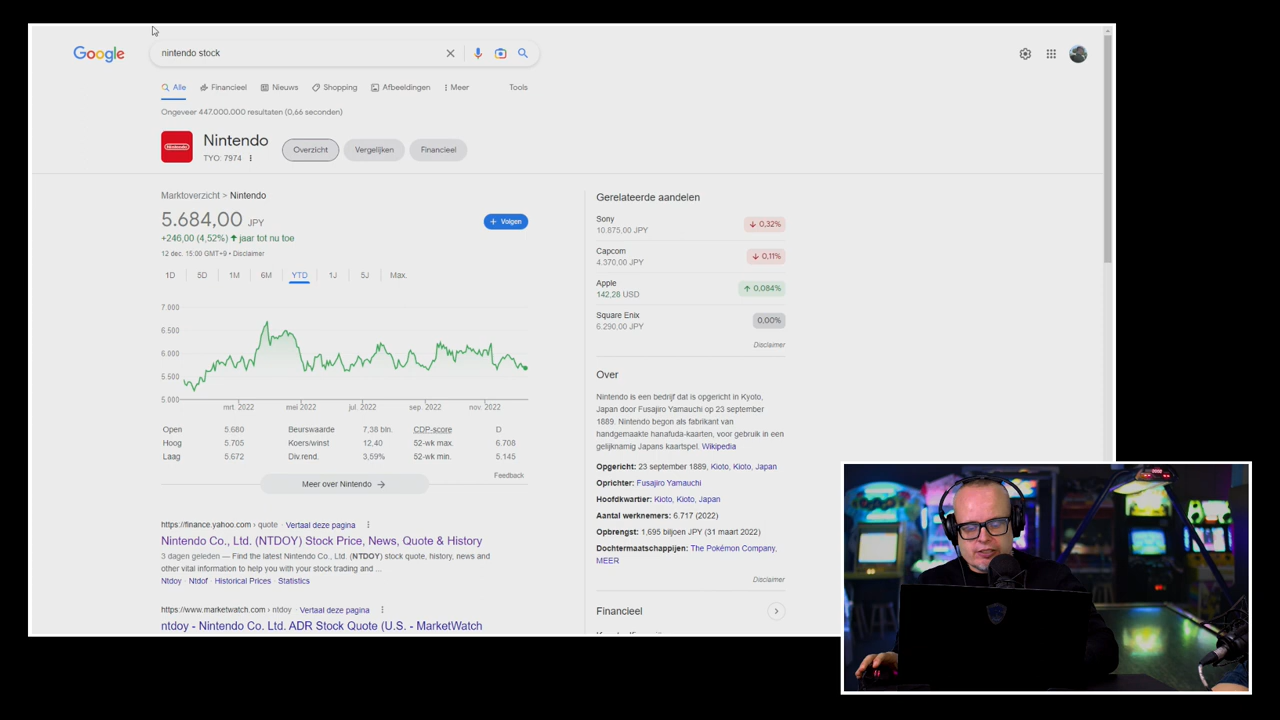 Google
nintendo stock
Alle
Financieel
Nieuws
Shopping
Afbeeldingen
Meer
Tools
Ongeveer 447.000.000 resultaten (0,66 seconden)
Nintendo
Nintendo
TYO: 7974
Overzicht
Vergelijken
Financieel
Marktoverzicht > Nintendo
5.684,00 JPY
+ Volgen
+246,00 (4,52%) jaar tot nu toe
12 dec. 15:00 GMT+9 • Disclaimer
1D 5D 1M 6M YTD 1J 5J Max.
7.000
6.500
6.000
5.500
5.000
mrt. 2022 mei 2022 jul. 2022 sep. 2022 nov. 2022
Open 5.680 Beurswaarde 7,38 bln. CDP-score D
Hoog 5.705 Koers/winst 12,40 52-wk max. 6.708
Laag 5.672 Div.rend. 3,59% 52-wk min. 5.145
Feedback
Meer over Nintendo
https://finance.yahoo.com › quote · Vertaal deze pagina
Nintendo Co., Ltd. (NTDOY) Stock Price, News, Quote & History
3 dagen geleden — Find the latest Nintendo Co., Ltd. (NTDOY) stock quote, history, news and
other vital information to help you with your stock trading and ...
Ntdoy · Ntdof · Historical Prices · Statistics
https://www.marketwatch.com › ntdoy · Vertaal deze pagina
ntdoy - Nintendo Co. Ltd. ADR Stock Quote (U.S. - MarketWatch
Gerelateerde aandelen
Sony
10.875,00 JPY
0,32%
Capcom
4.370,00 JPY
0,11%
Apple
142,28 USD
0,084%
Square Enix
6.290,00 JPY
0,00%
Disclaimer
Over
Nintendo is een bedrijf dat is opgericht in Kyoto,
Japan door Fusajiro Yamauchi op 23 september
1889. Nintendo begon als fabrikant van
handgemaakte hanafuda-kaarten, voor gebruik in een
gelijknamig Japans kaartspel. Wikipedia
Opgericht: 23 september 1889, Kioto, Kioto, Japan
Oprichter: Fusajiro Yamauchi
Hoofdkwartier: Kioto, Kioto, Japan
Aantal werknemers: 6.717 (2022)
Opbrengst: 1,695 biljoen JPY (31 maart 2022)
Dochtermaatschappijen: The Pokémon Company,
MEER
Disclaimer
Financieel